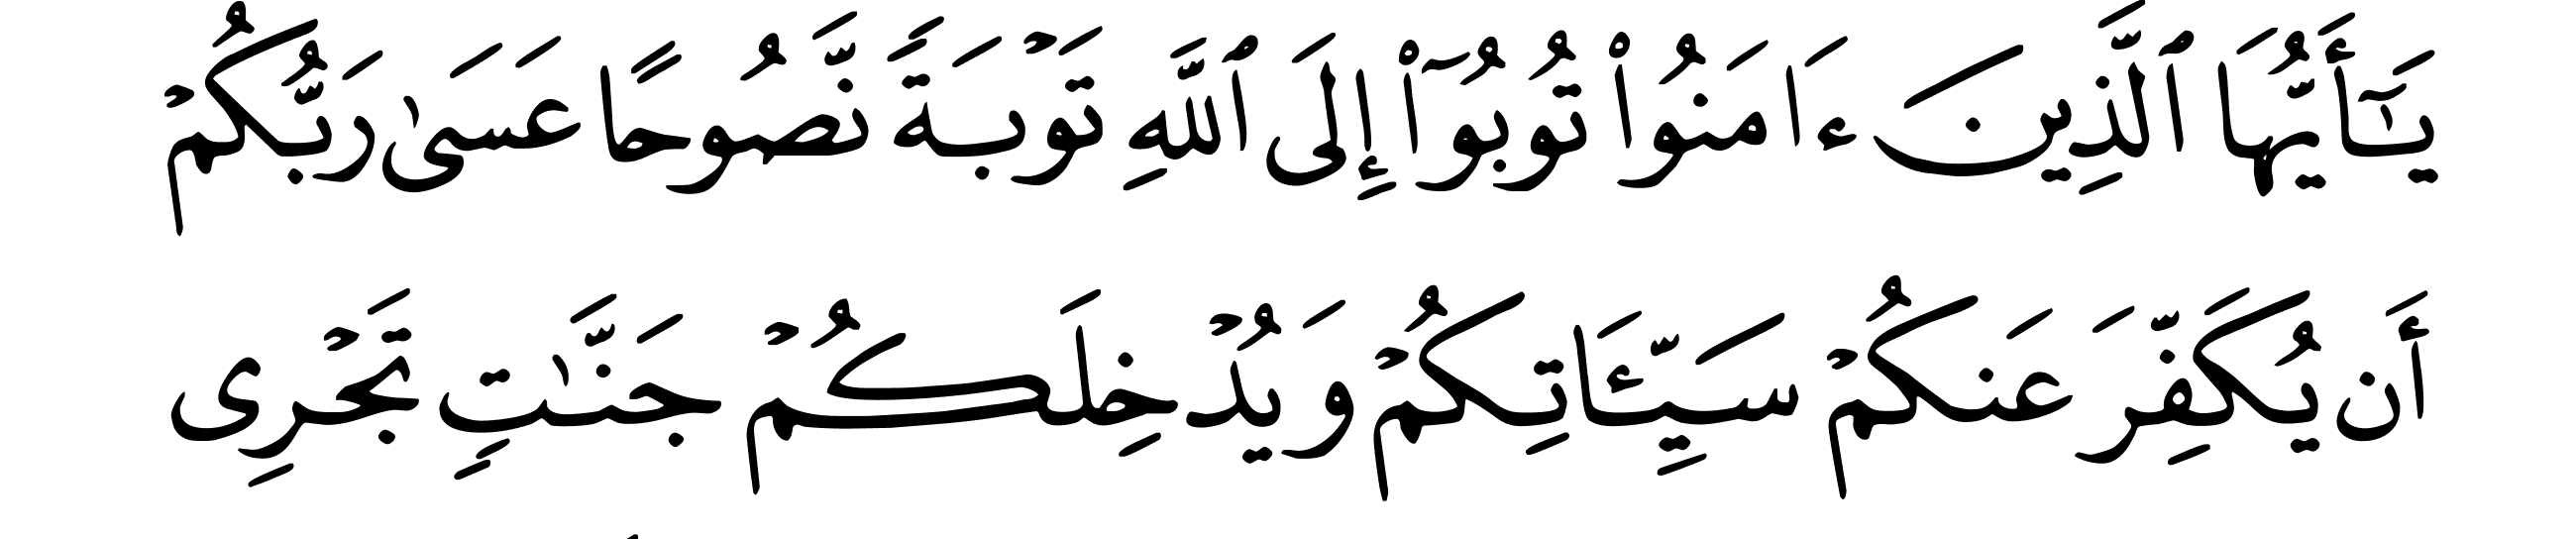 يَـٰٓأَيُّهَا ٱلَّذِينَ ءَامَنُوا۟ تُوبُوٓا۟ إِلَى ٱللَّهِ تَوْبَةً نَّصُوحًا عَسَىٰ رَبُّكُمْ
أَن يُكَفِّرَ عَنكُمْ سَيِّـَٔاتِكُمْ وَيُدْخِلَكُمْ جَنَّـٰتٍ تَجْرِى